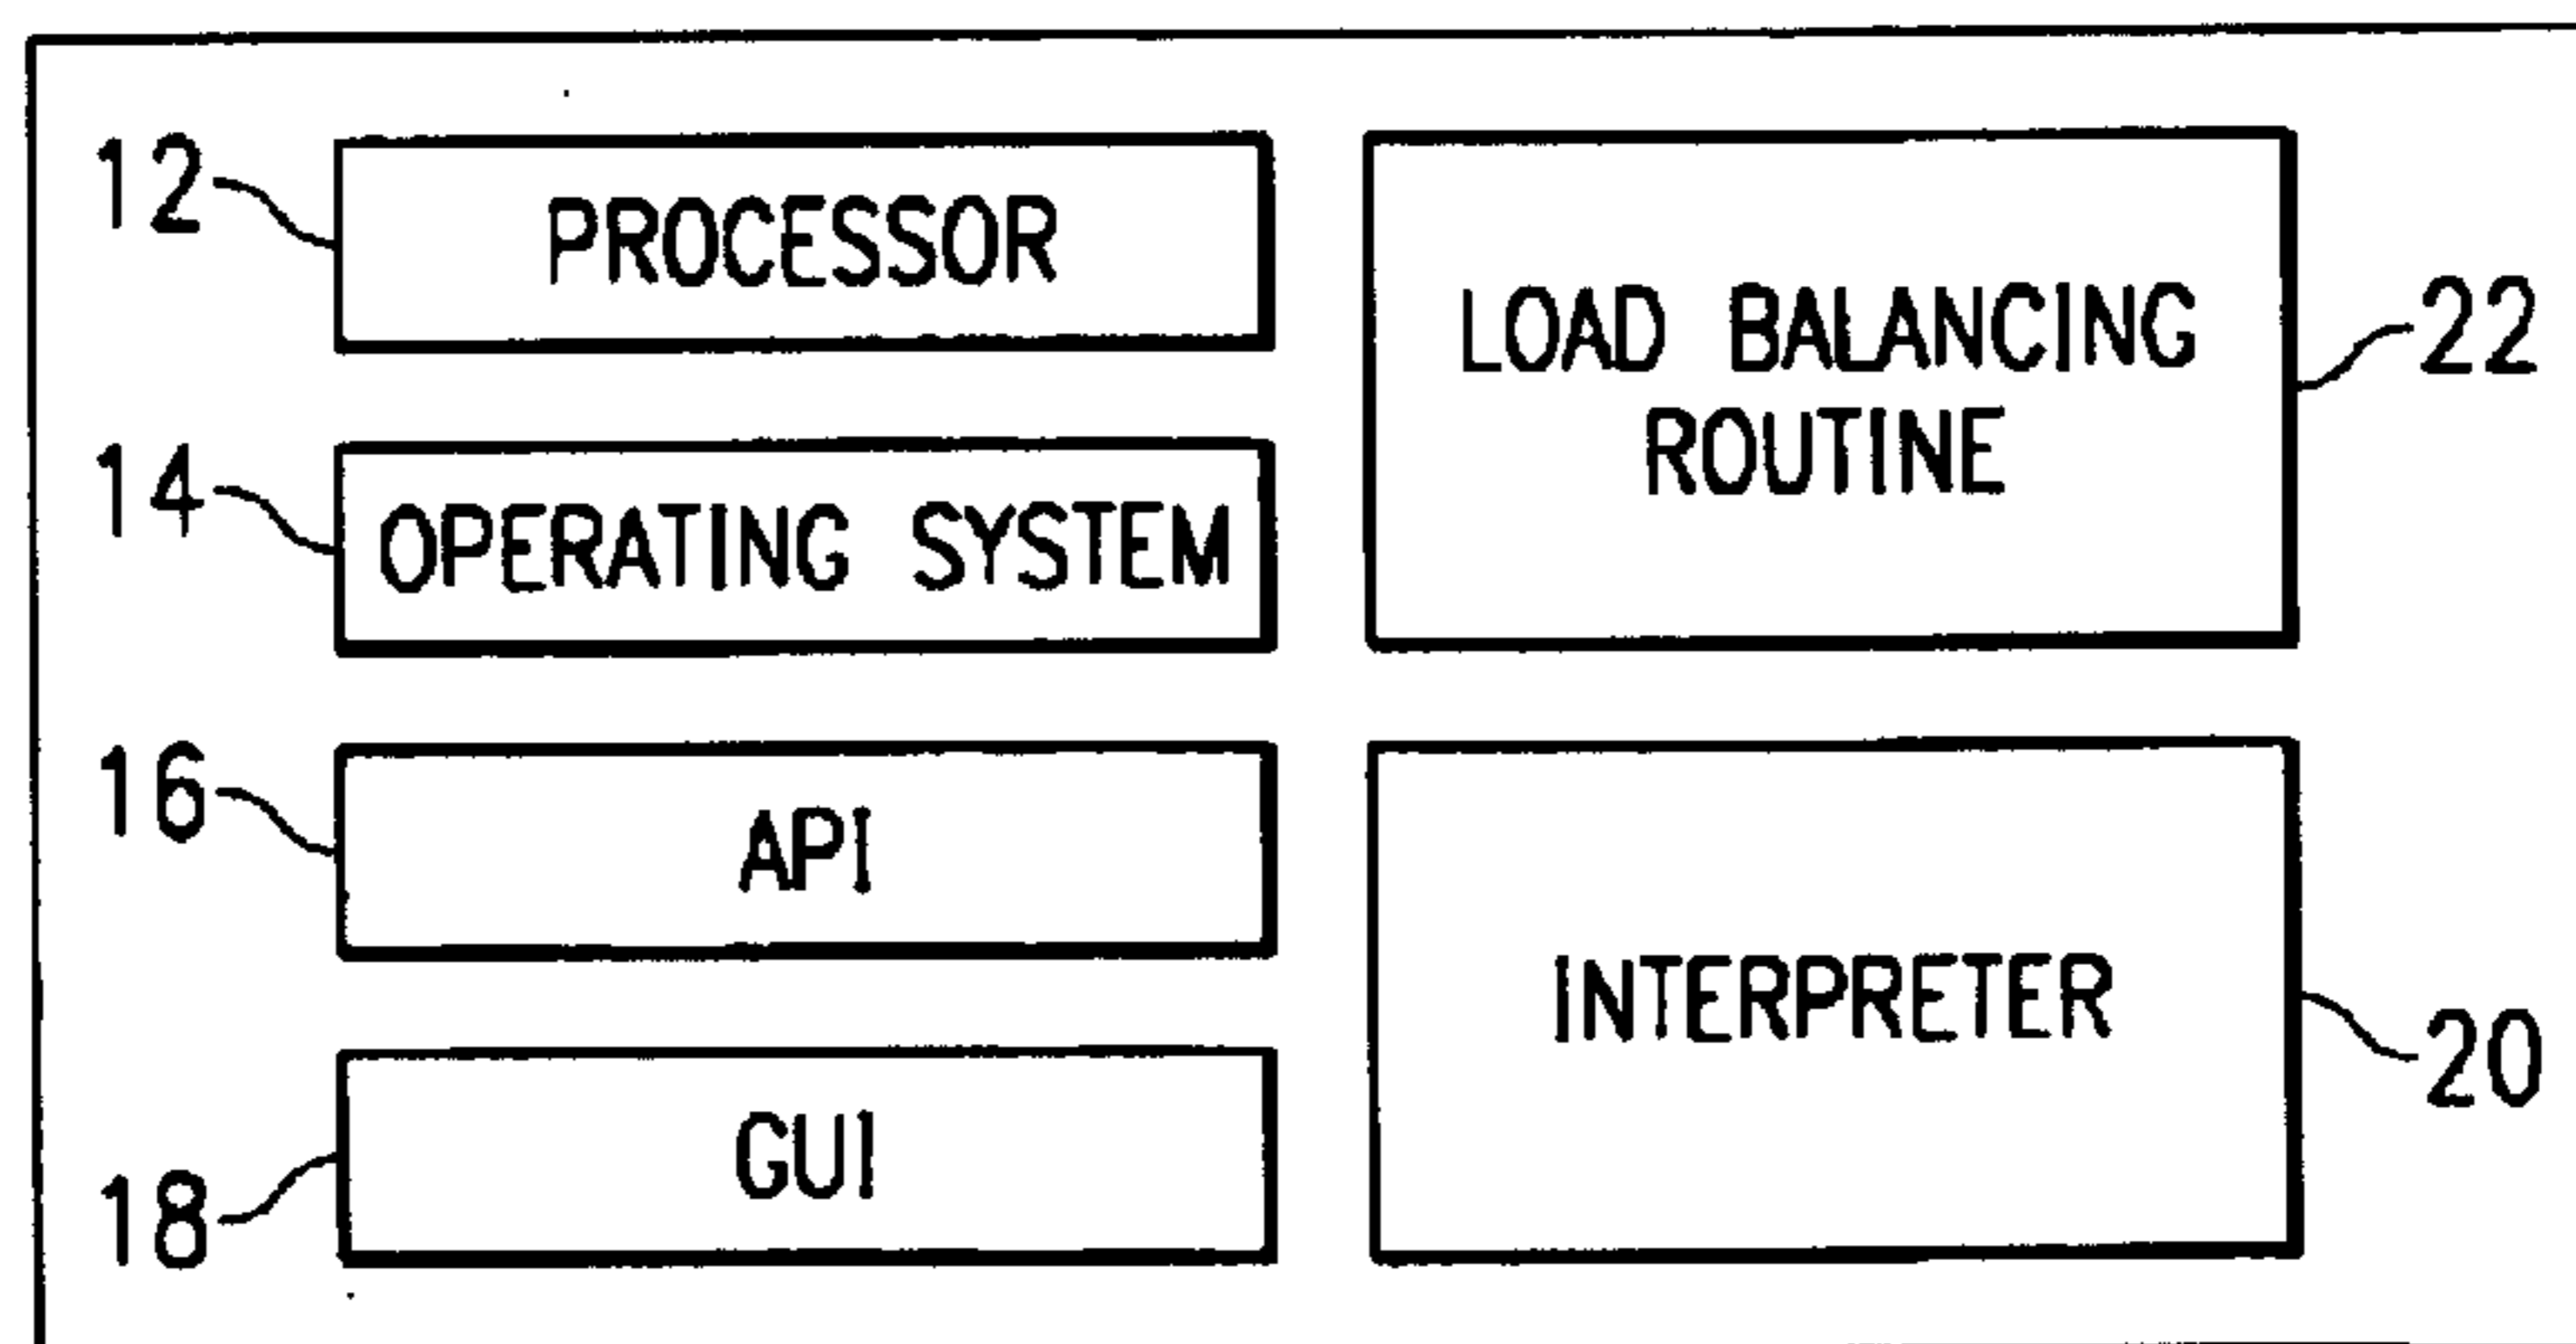 12
PROCESSOR
14
OPERATING SYSTEM
16
API
18
GUI
LOAD BALANCING
ROUTINE
22
INTERPRETER
20